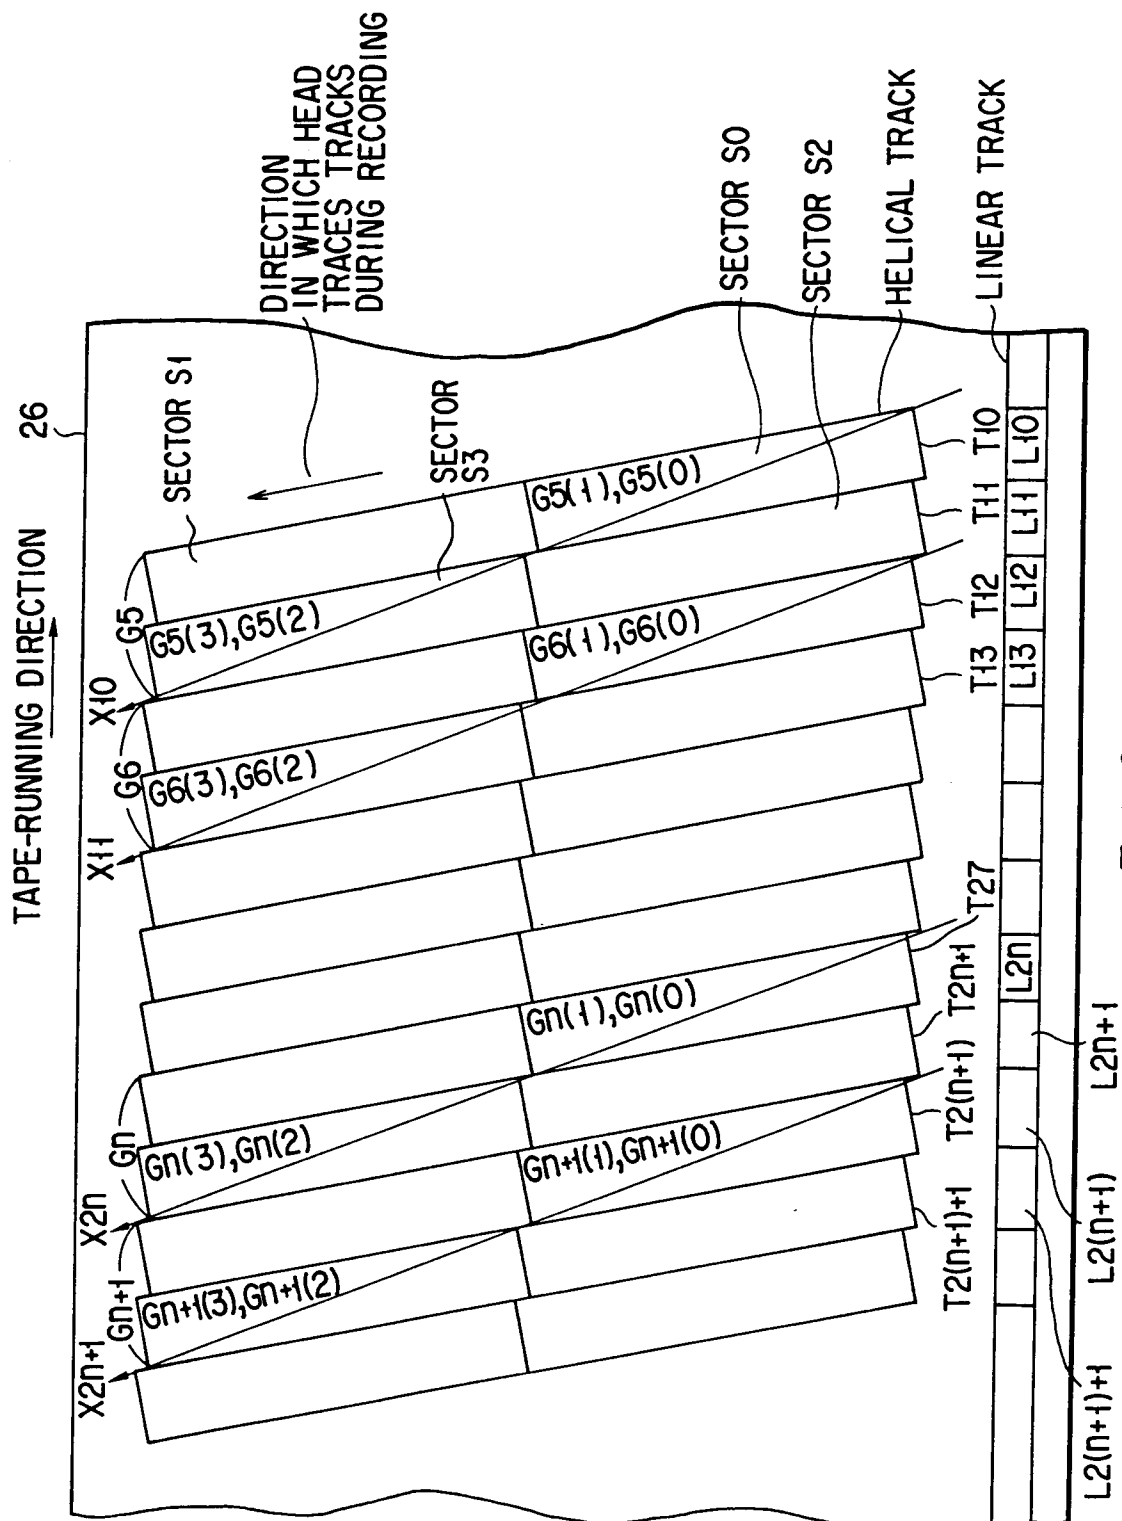 TAPE-RUNNING DIRECTION
26
DIRECTION
IN WHICH HEAD
TRACES TRACKS
DURING RECORDING
SECTOR S1
SECTOR
S3
SECTOR S0
SECTOR S2
HELICAL TRACK
LINEAR TRACK
X2n+1
X2n
X11
X10
Gn+1
Gn
G6
G5
Gn+1(3),Gn+1(2)
Gn(3),Gn(2)
G6(3),G6(2)
G5(3),G5(2)
Gn+1(1),Gn+1(0)
Gn(1),Gn(0)
G6(1),G6(0)
G5(1),G5(0)
T2(n+1)+1
T2(n+1)
T2n+1
T27
T13
T12
T11
T10
L2n
L13
L12
L11
L10
L2(n+1)+1
L2(n+1)
L2n+1